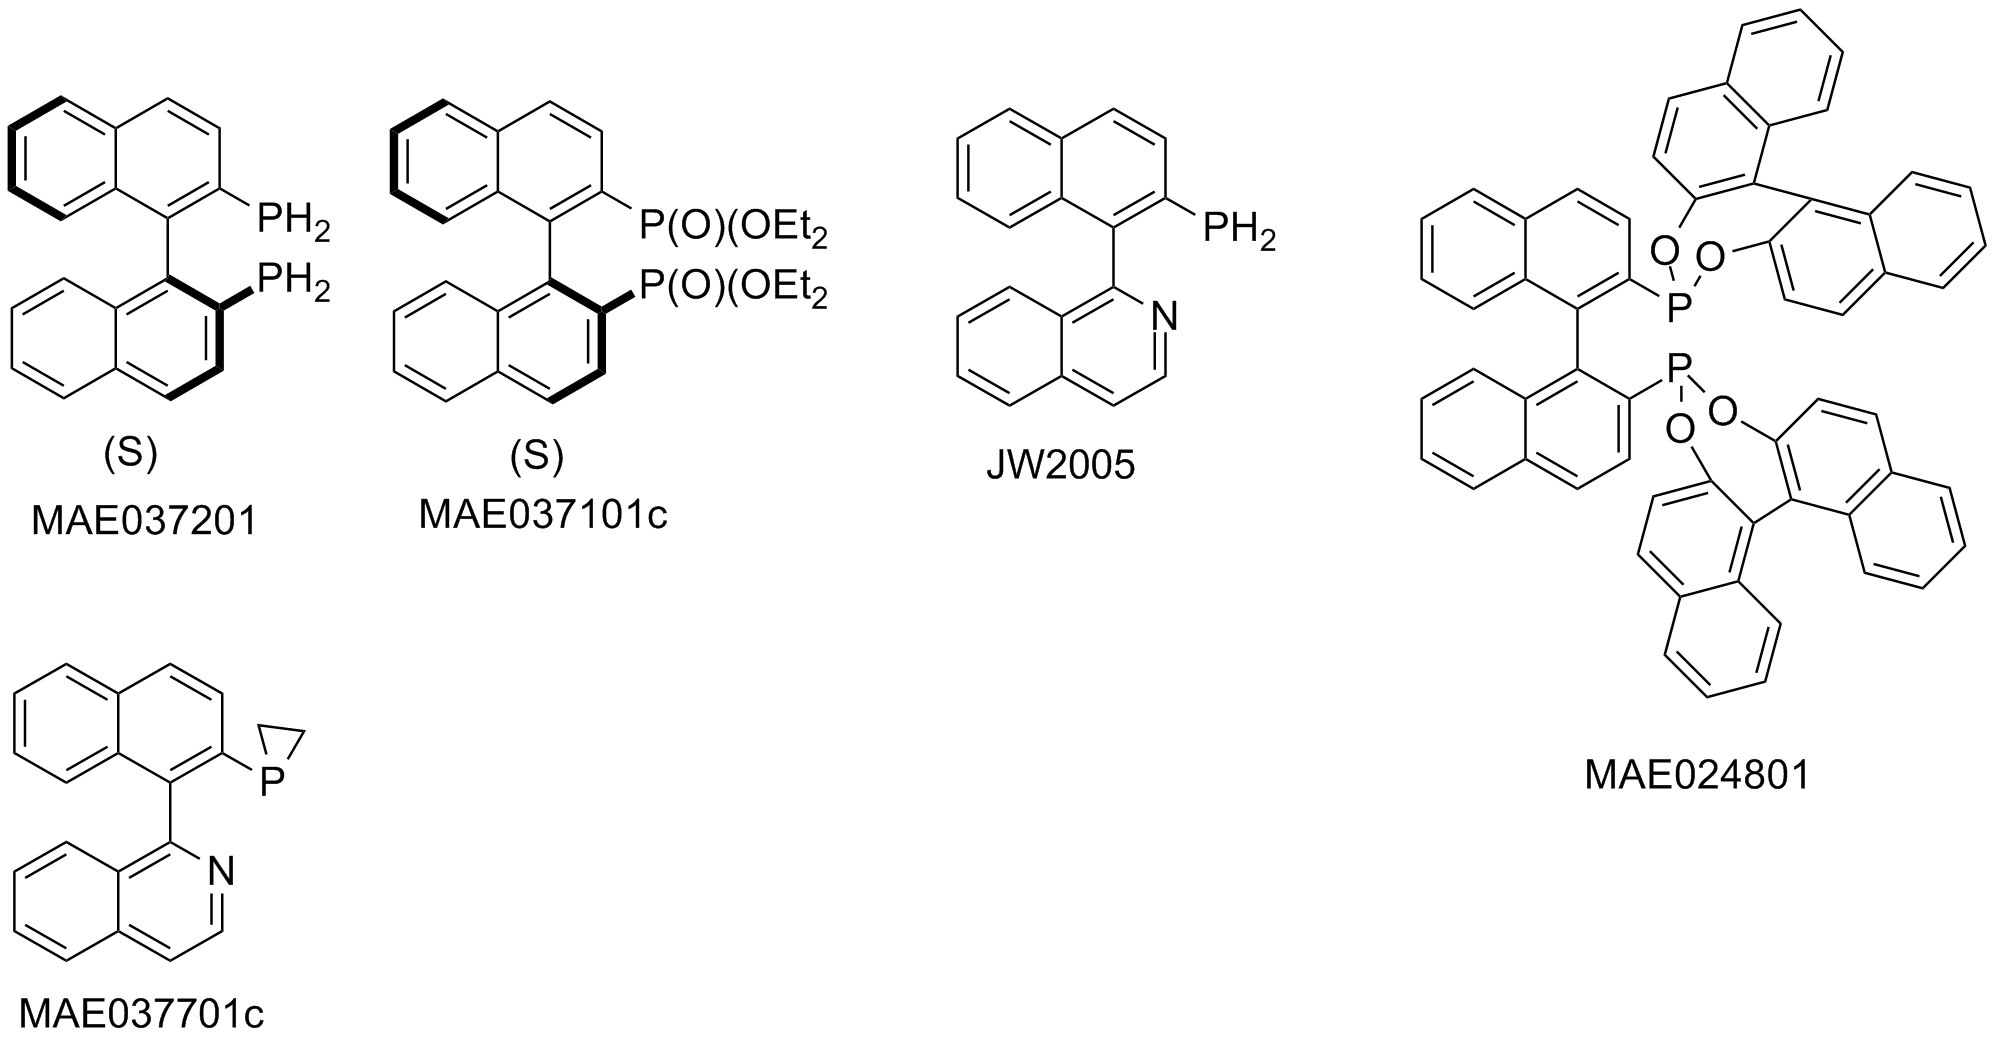 PH2
PH2
(S)
MAE037201
P(O)(OEt2
P(O)(OEt2
(S)
MAE037101c
PH2
N
JW2005
O
O
P
P
O
O
MAE024801
P
N
MAE037701c